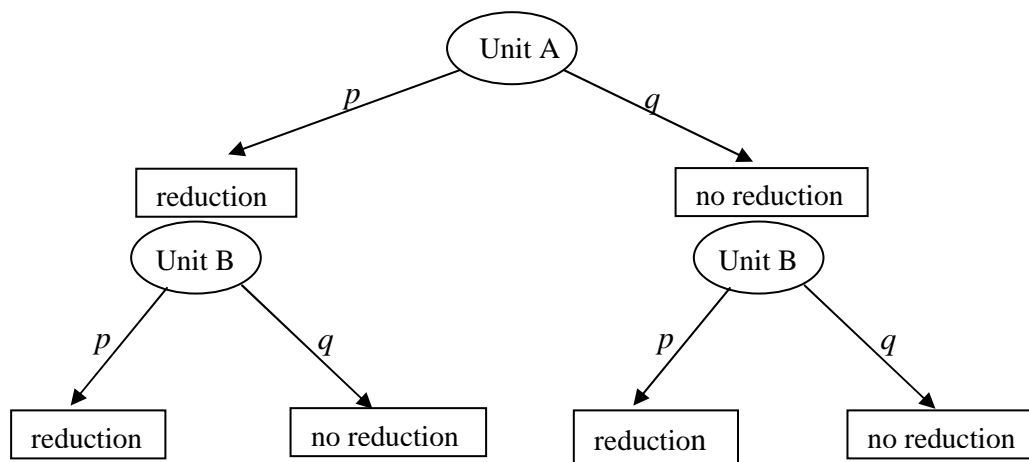 Unit A
p
q
reduction
no reduction
Unit B
Unit B
p
q
p
q
reduction
no reduction
reduction
no reduction